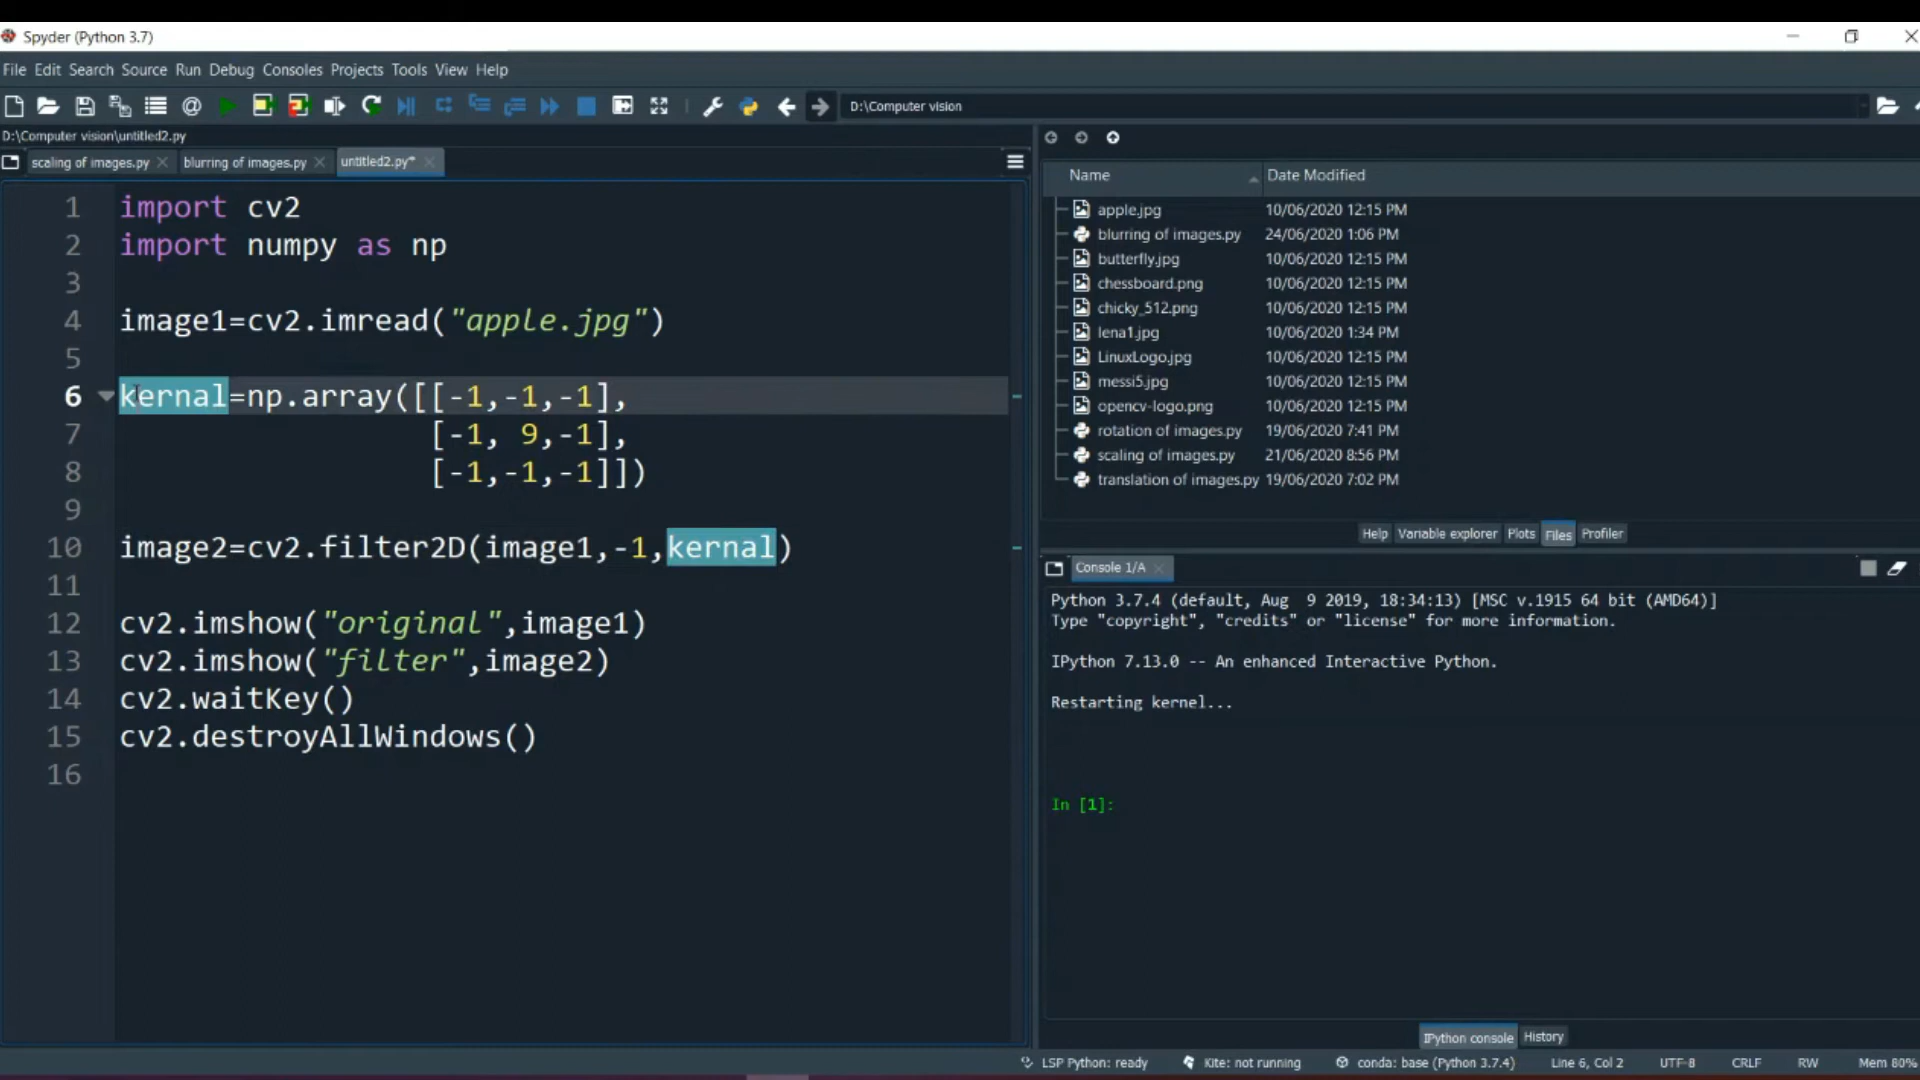 Spyder (Python 3.7)
File Edit Search Source Run Debug Consoles Projects Tools View Help
D:\Computer vision
D:\Computer vision\untitled2.py
scaling of images.py blurring of images.py untitled2.py*
1 import cv2
2 import numpy as np
3
4 image1=cv2.imread("apple.jpg")
5
6 kernal=np.array([[-1,-1,-1],
7 [-1, 9,-1],
8 [-1,-1,-1]])
9
10 image2=cv2.filter2D(image1,-1,kernal)
11
12 cv2.imshow("original",image1)
13 cv2.imshow("filter",image2)
14 cv2.waitKey()
15 cv2.destroyAllWindows()
16
Name Date Modified
apple.jpg 10/06/2020 12:15 PM
blurring of images.py 24/06/2020 1:06 PM
butterfly.jpg 10/06/2020 12:15 PM
chessboard.png 10/06/2020 12:15 PM
chicky_512.png 10/06/2020 12:15 PM
lena1.jpg 10/06/2020 1:34 PM
LinuxLogo.jpg 10/06/2020 12:15 PM
messi5.jpg 10/06/2020 12:15 PM
opencv-logo.png 10/06/2020 12:15 PM
rotation of images.py 19/06/2020 7:41 PM
scaling of images.py 21/06/2020 8:56 PM
translation of images.py 19/06/2020 7:02 PM
Help Variable explorer Plots Files Profiler
Console 1/A
Python 3.7.4 (default, Aug 9 2019, 18:34:13) [MSC v.1915 64 bit (AMD64)]
Type "copyright", "credits" or "license" for more information.
IPython 7.13.0 -- An enhanced Interactive Python.
Restarting kernel...
In [1]:
IPython console History
LSP Python: ready Kite: not running conda: base (Python 3.7.4) Line 6, Col 2 UTF-8 CRLF RW Mem 80%